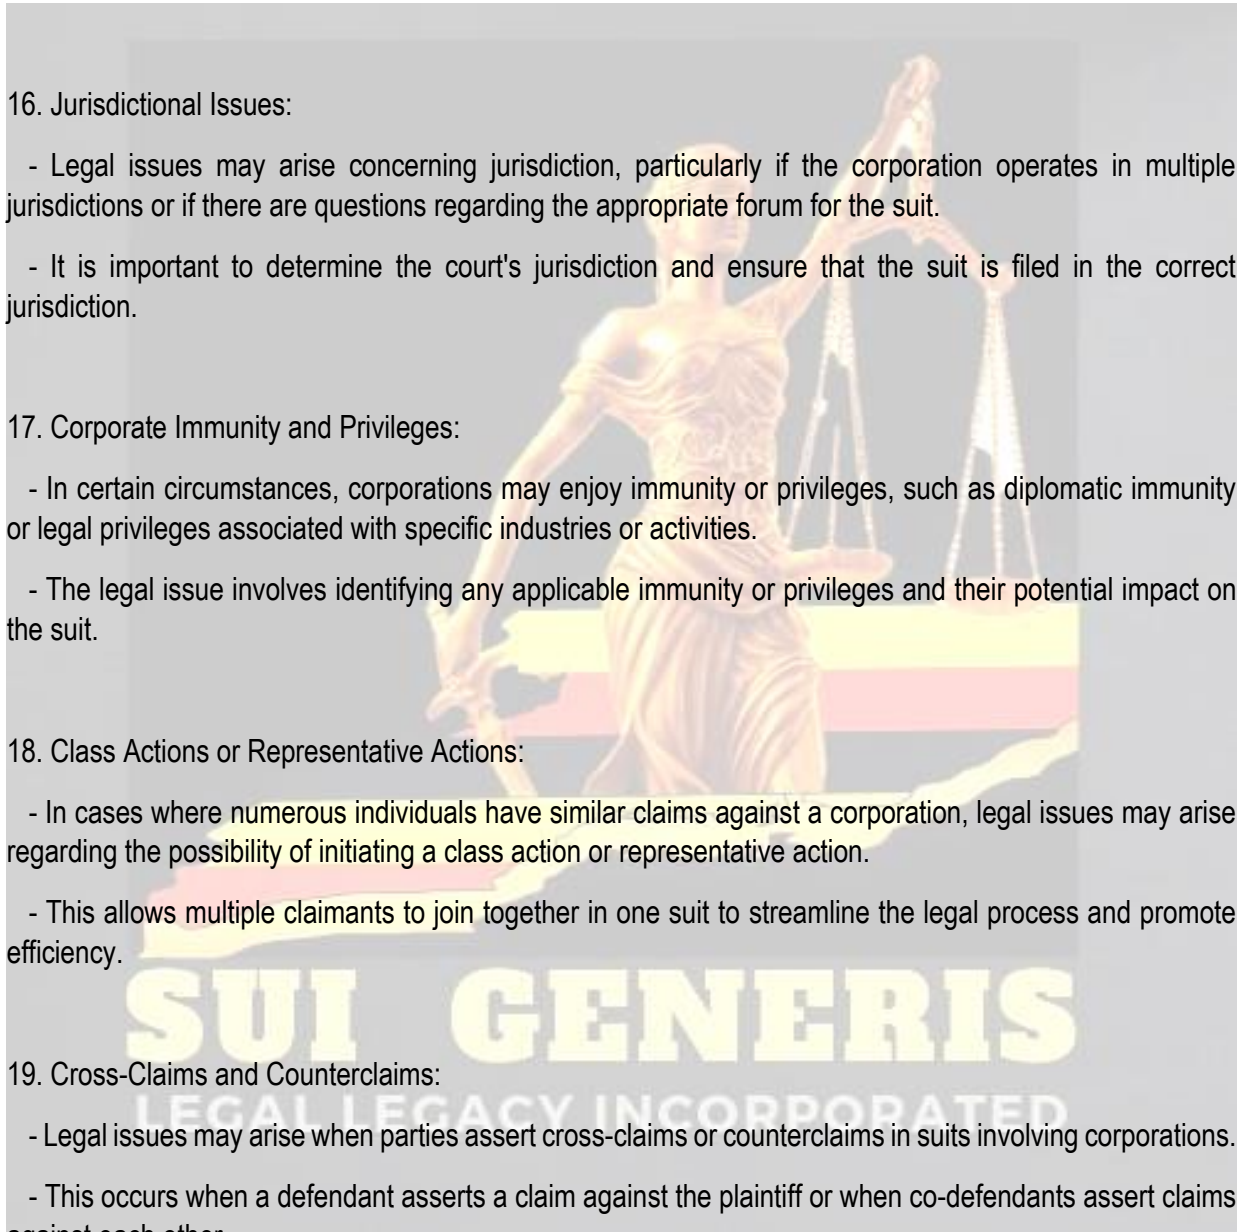 16. Jurisdictional Issues:
- Legal issues may arise concerning jurisdiction, particularly if the corporation operates in multiple
jurisdictions or if there are questions regarding the appropriate forum for the suit.
- It is important to determine the court's jurisdiction and ensure that the suit is filed in the correct
jurisdiction.
17. Corporate Immunity and Privileges:
- In certain circumstances, corporations may enjoy immunity or privileges, such as diplomatic immunity
or legal privileges associated with specific industries or activities.
- The legal issue involves identifying any applicable immunity or privileges and their potential impact on
the suit.
18. Class Actions or Representative Actions:
- In cases where numerous individuals have similar claims against a corporation, legal issues may arise
regarding the possibility of initiating a class action or representative action.
- This allows multiple claimants to join together in one suit to streamline the legal process and promote
efficiency.
SUI GENERIS
19. Cross-Claims and Counterclaims:
LEGAL LEGACY INCORPORATED
- Legal issues may arise when parties assert cross-claims or counterclaims in suits involving corporations.
- This occurs when a defendant asserts a claim against the plaintiff or when co-defendants assert claims
against each other.